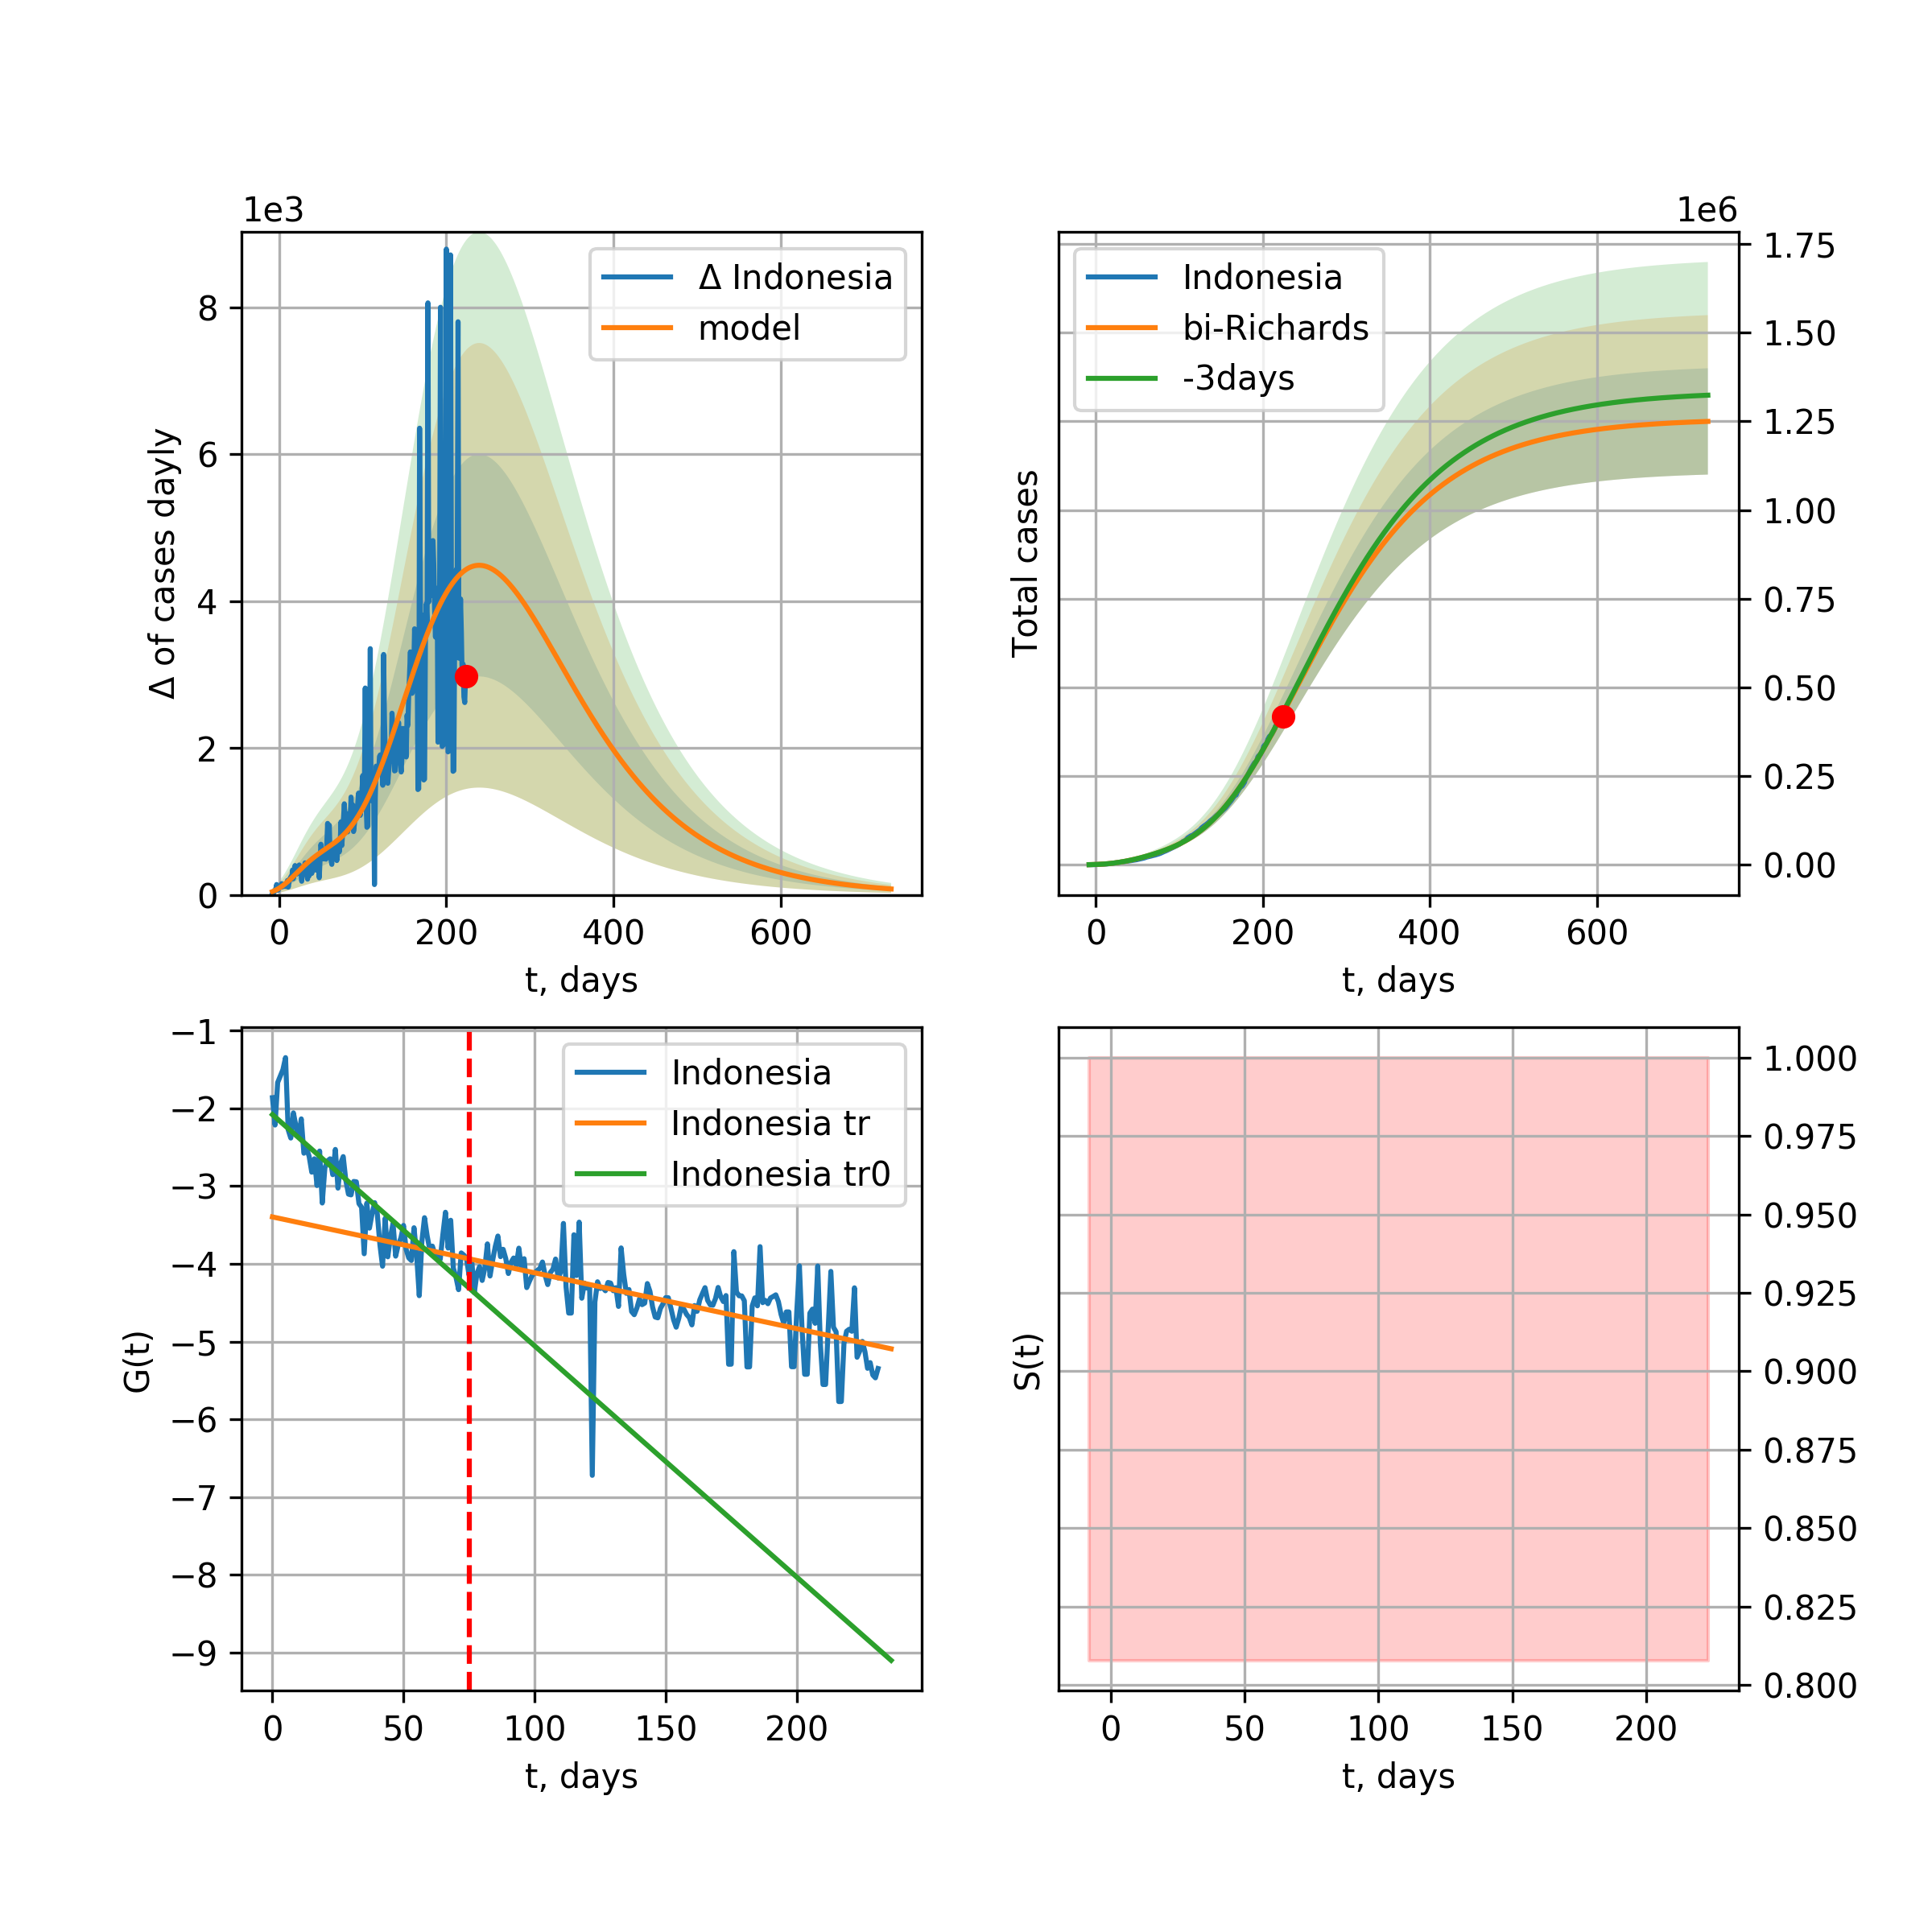 1e3
Δ of cases dayly
8
6
4
2
0
0 200 400 600
t, days
Δ Indonesia
model
1e6
Total cases
1.75
1.50
1.25
1.00
0.75
0.50
0.25
0.00
0 200 400 600
t, days
Indonesia
bi-Richards
-3days
G(t)
−1
−2
−3
−4
−5
−6
−7
−8
−9
0 50 100 150 200
t, days
Indonesia
Indonesia tr
Indonesia tr0
S(t)
1.000
0.975
0.950
0.925
0.900
0.875
0.850
0.825
0.800
0 50 100 150 200
t, days